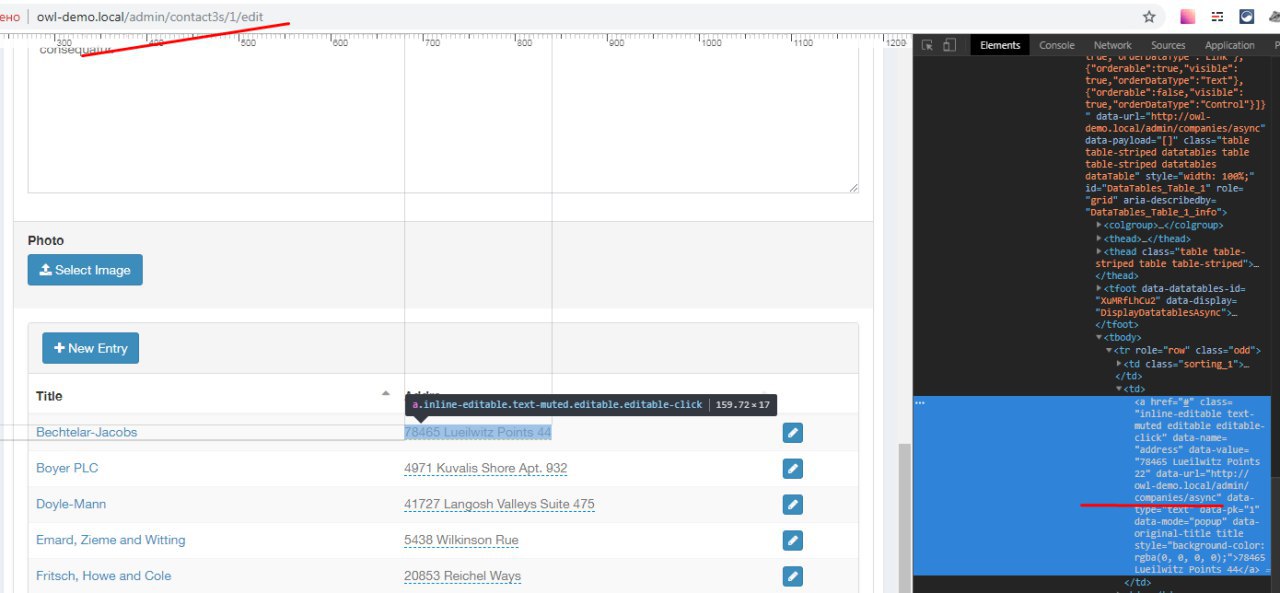 ено owl-demo.local/admin/contact3s/1/edit
300 400 500 600 700 800 900 1000 1100 1200
consequatur
Photo
Select Image
+ New Entry
Title
a.inline-editable.text-muted.editable.editable-click 159.72 × 17
Bechtelar-Jacobs 78465 Lueilwitz Points 44
Boyer PLC 4971 Kuvalis Shore Apt. 932
Doyle-Mann 41727 Langosh Valleys Suite 475
Emard, Zieme and Witting 5438 Wilkinson Rue
Fritsch, Howe and Cole 20853 Reichel Ways
Elements Console Network Sources Application
true,"orderDataType":"Link"},
{"orderable":true,"visible":
true,"orderDataType":"Text"},
{"orderable":false,"visible":
true,"orderDataType":"Control"}]}
" data-url="http://owl-
demo.local/admin/companies/async"
data-payload="[]" class="table
table-striped datatables table
table-striped datatables
dataTable" style="width: 100%;"
id="DataTables_Table_1" role=
"grid" aria-describedby=
"DataTables_Table_1_info">
<colgroup>…</colgroup>
<thead>…</thead>
<thead class="table table-
striped table table-striped">…
</thead>
<tfoot data-datatables-id=
"XuMRfLhCu2" data-display=
"DisplayDatatablesAsync">…
</tfoot>
<tbody>
<tr role="row" class="odd">
<td class="sorting_1">…
</td>
<td>
<a href="#" class=
"inline-editable text-
muted editable editable-
click" data-name=
"address" data-value=
"78465 Lueilwitz Points
22" data-url="http://
owl-demo.local/admin/
companies/async" data-
type="text" data-pk="1"
data-mode="popup" data-
original-title title
style="background-color:
rgba(0, 0, 0, 0);">78465
Lueilwitz Points 44</a> =
</td>